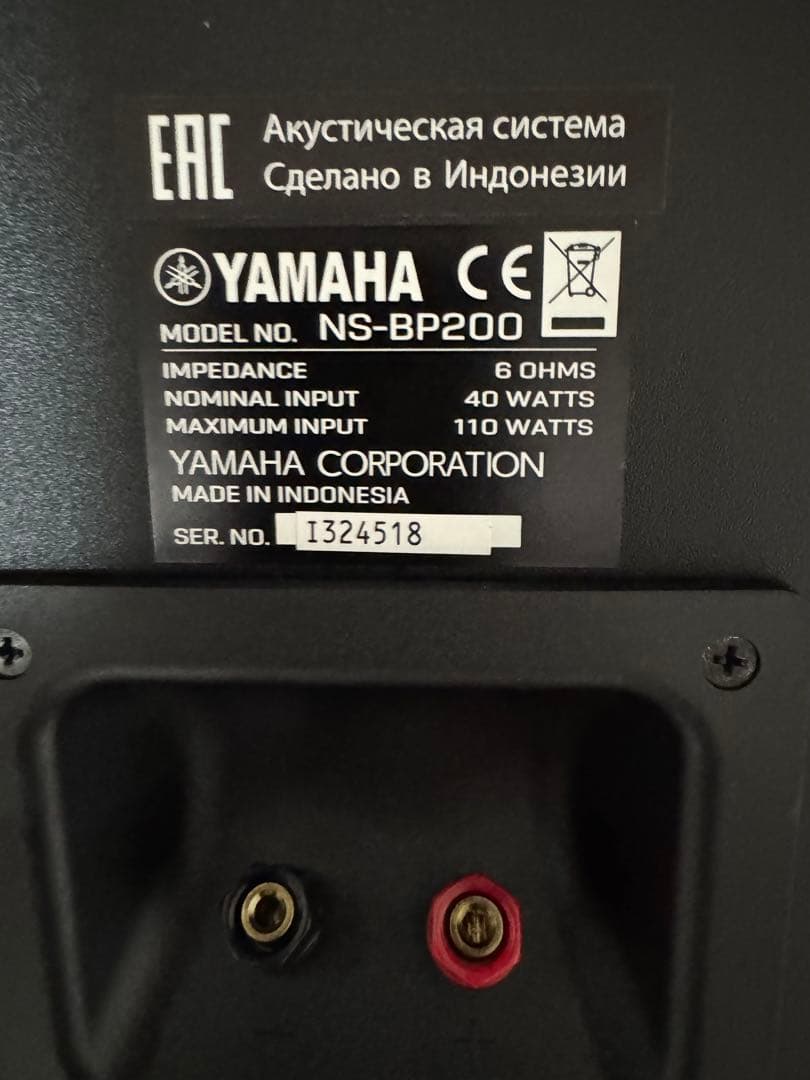 EAC Акустическая система
Сделано в Индонезии
YAMAHA CE
MODEL NO. NS-BP200
IMPEDANCE 6 OHMS
NOMINAL INPUT 40 WATTS
MAXIMUM INPUT 110 WATTS
YAMAHA CORPORATION
MADE IN INDONESIA
SER. NO. I324518
- +